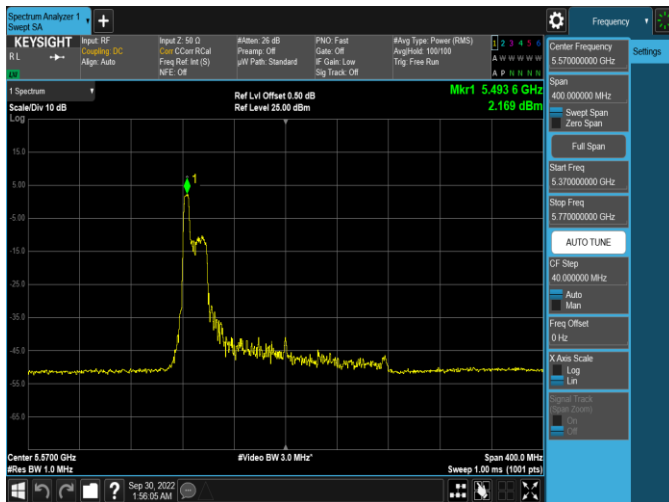 Spectrum Analyzer 1
Swept SA
Frequency
KEYSIGHT
R L
LXI
Input: RF
Coupling: DC
Align: Auto
Input Z: 50 Ω
Corr CCorr RCal
Freq Ref: Int (S)
NFE: Off
#Atten: 26 dB
Preamp: Off
µW Path: Standard
PNO: Fast
Gate: Off
IF Gain: Low
Sig Track: Off
#Avg Type: Power (RMS)
Avg|Hold: 100/100
Trig: Free Run
1 2 3 4 5 6
A W W W W W
A P N N N N
1 Spectrum
Scale/Div 10 dB
Log
Ref Lvl Offset 0.50 dB
Ref Level 25.00 dBm
Mkr1 5.493 6 GHz
2.169 dBm
15.0
5.00
-5.00
-15.0
-25.0
-35.0
-45.0
-55.0
-65.0
1
Center 5.5700 GHz
#Res BW 1.0 MHz
#Video BW 3.0 MHz*
Span 400.0 MHz
Sweep 1.00 ms (1001 pts)
Sep 30, 2022
1:56:05 AM
Center Frequency
5.570000000 GHz
Span
400.000000 MHz
Swept Span
Zero Span
Full Span
Start Freq
5.370000000 GHz
Stop Freq
5.770000000 GHz
AUTO TUNE
CF Step
40.000000 MHz
Auto
Man
Freq Offset
0 Hz
X Axis Scale
Log
Lin
Signal Track
(Span Zoom)
On
Off
Settings